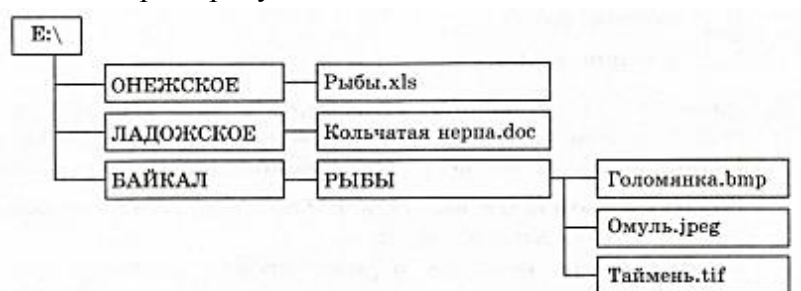 E:\
ОНЕЖСКОЕ Рыбы.xls
ЛАДОЖСКОЕ Кольчатая нерпа.doc
БАЙКАЛ РЫБЫ Голомянка.bmp
Омуль.jpeg
Таймень.tif